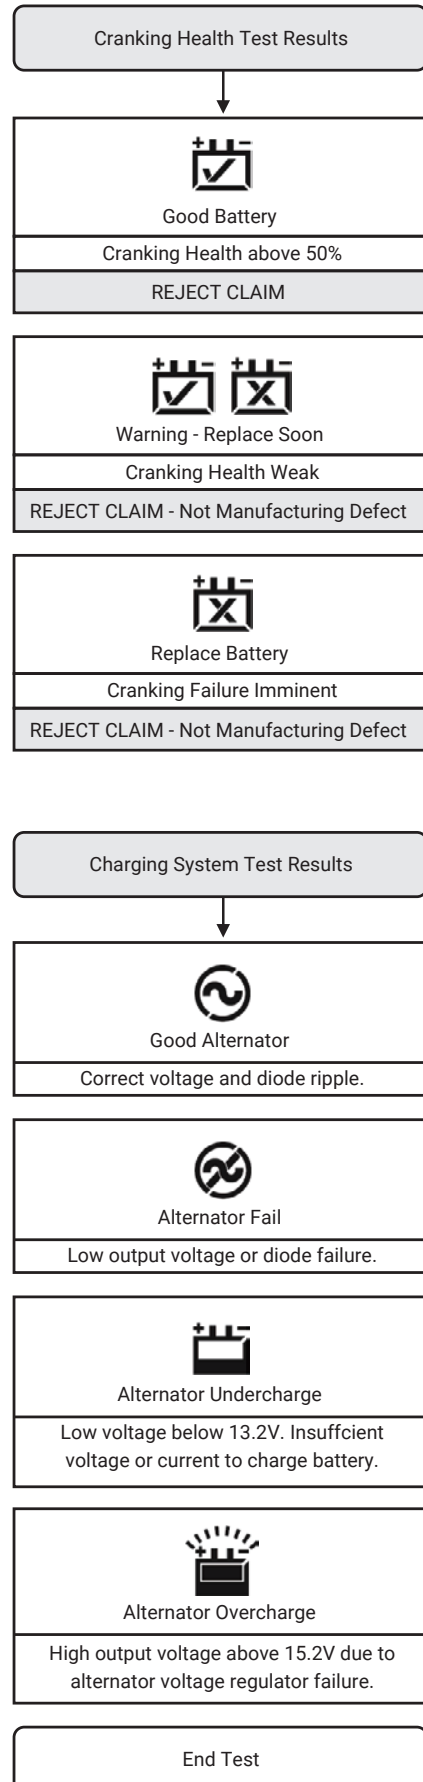 Cranking Health Test Results
Good Battery
Cranking Health above 50%
REJECT CLAIM
Warning - Replace Soon
Cranking Health Weak
REJECT CLAIM - Not Manufacturing Defect
Replace Battery
Cranking Failure Imminent
REJECT CLAIM - Not Manufacturing Defect
Charging System Test Results
Good Alternator
Correct voltage and diode ripple.
Alternator Fail
Low output voltage or diode failure.
Alternator Undercharge
Low voltage below 13.2V. Insuffcient
voltage or current to charge battery.
Alternator Overcharge
High output voltage above 15.2V due to
alternator voltage regulator failure.
End Test